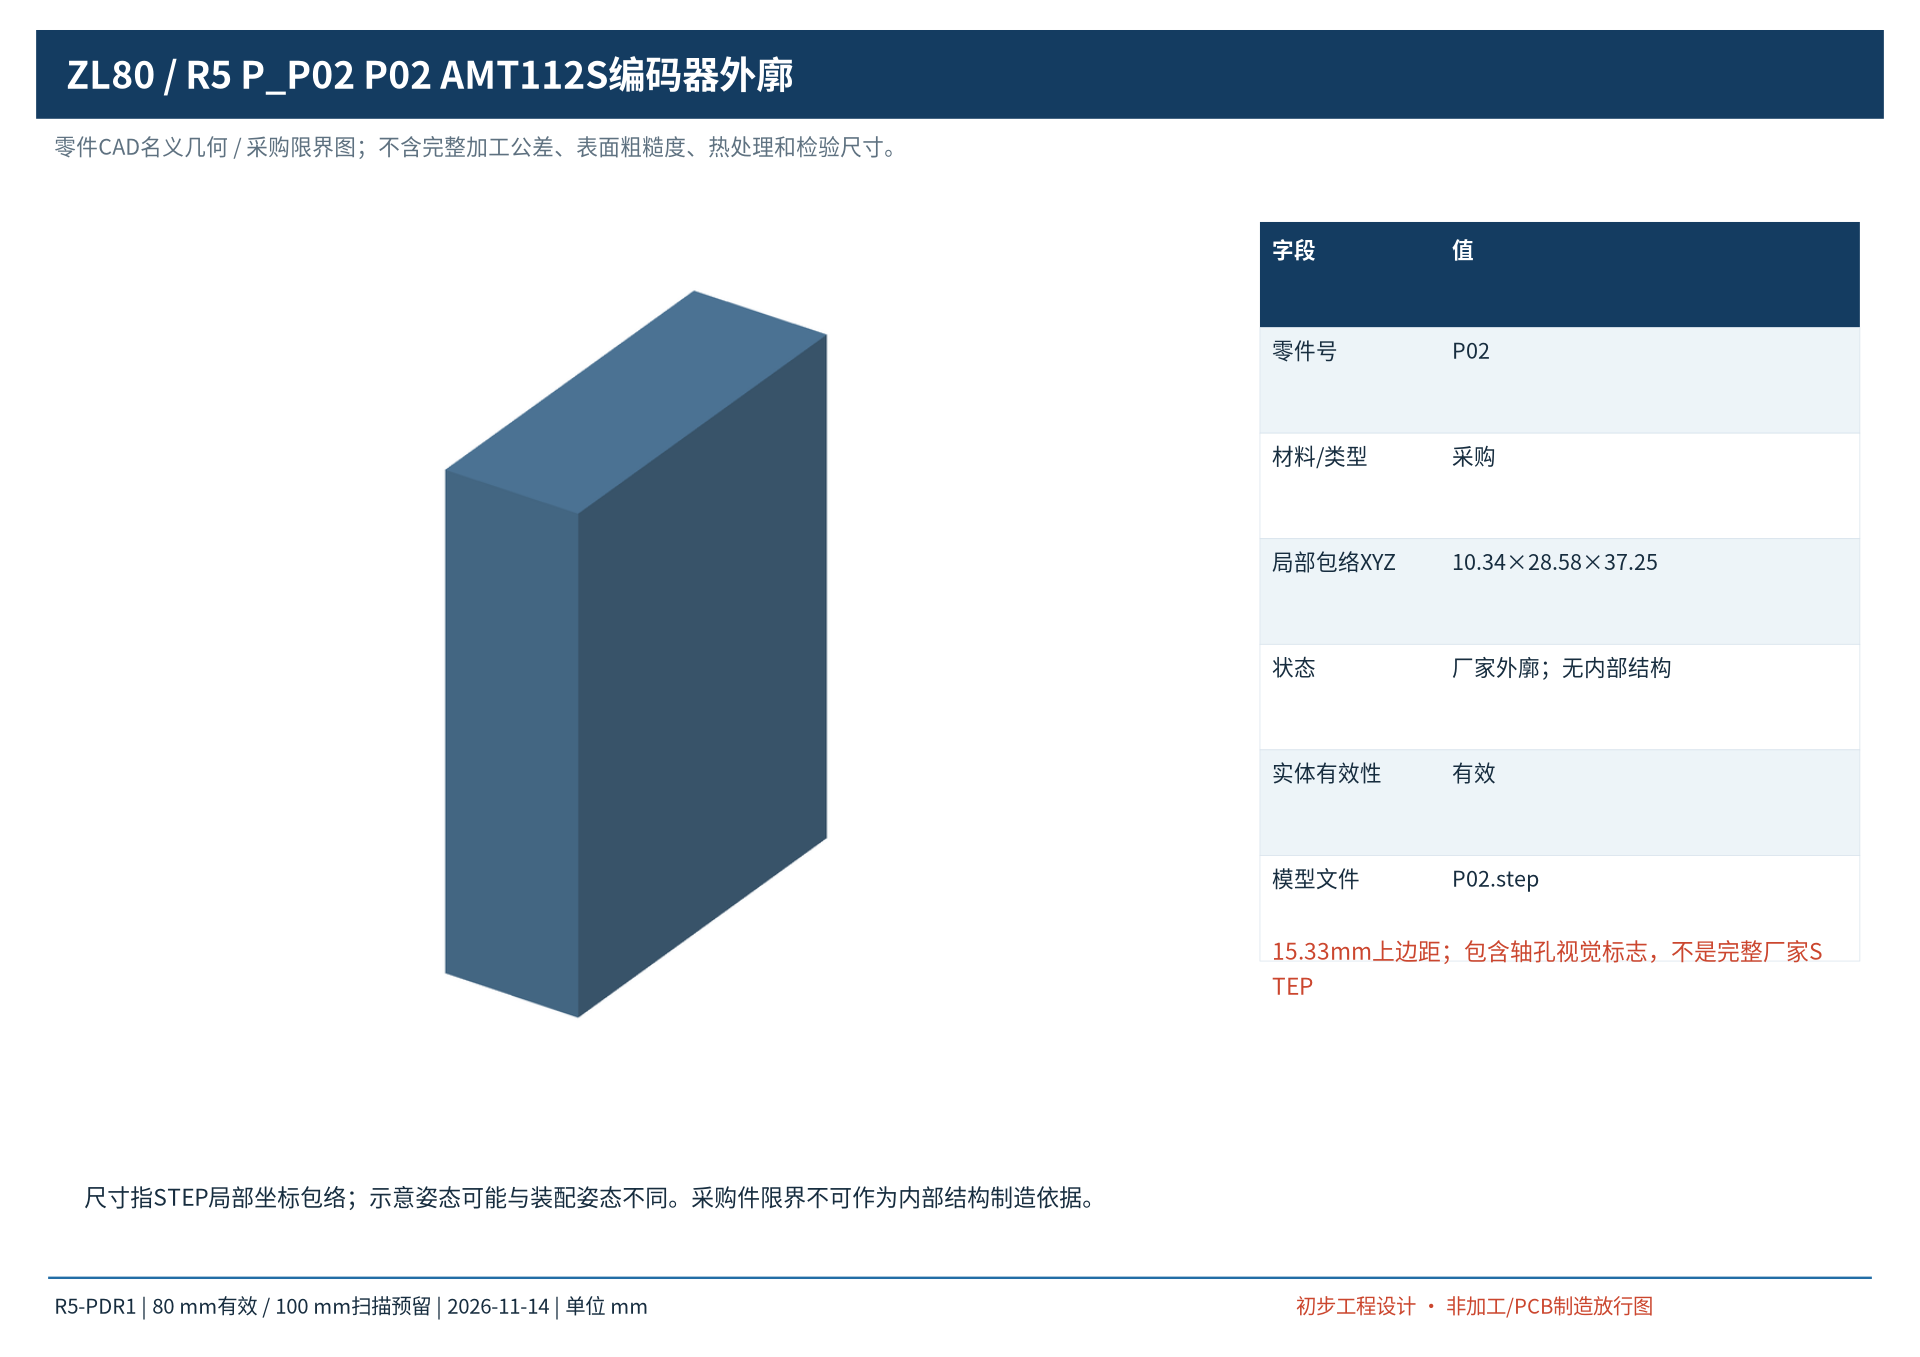 ZL80 / R5 P_P02 P02 AMT112S编码器外廓
零件CAD名义几何 / 采购限界图；不含完整加工公差、表面粗糙度、热处理和检验尺寸。
字段 值
零件号 P02
材料/类型 采购
局部包络XYZ 10.34×28.58×37.25
状态 厂家外廓；无内部结构
实体有效性 有效
模型文件 P02.step
15.33mm上边距；包含轴孔视觉标志，不是完整厂家S
TEP
尺寸指STEP局部坐标包络；示意姿态可能与装配姿态不同。采购件限界不可作为内部结构制造依据。
R5-PDR1 | 80 mm有效 / 100 mm扫描预留 | 2026-11-14 | 单位 mm
初步工程设计 · 非加工/PCB制造放行图